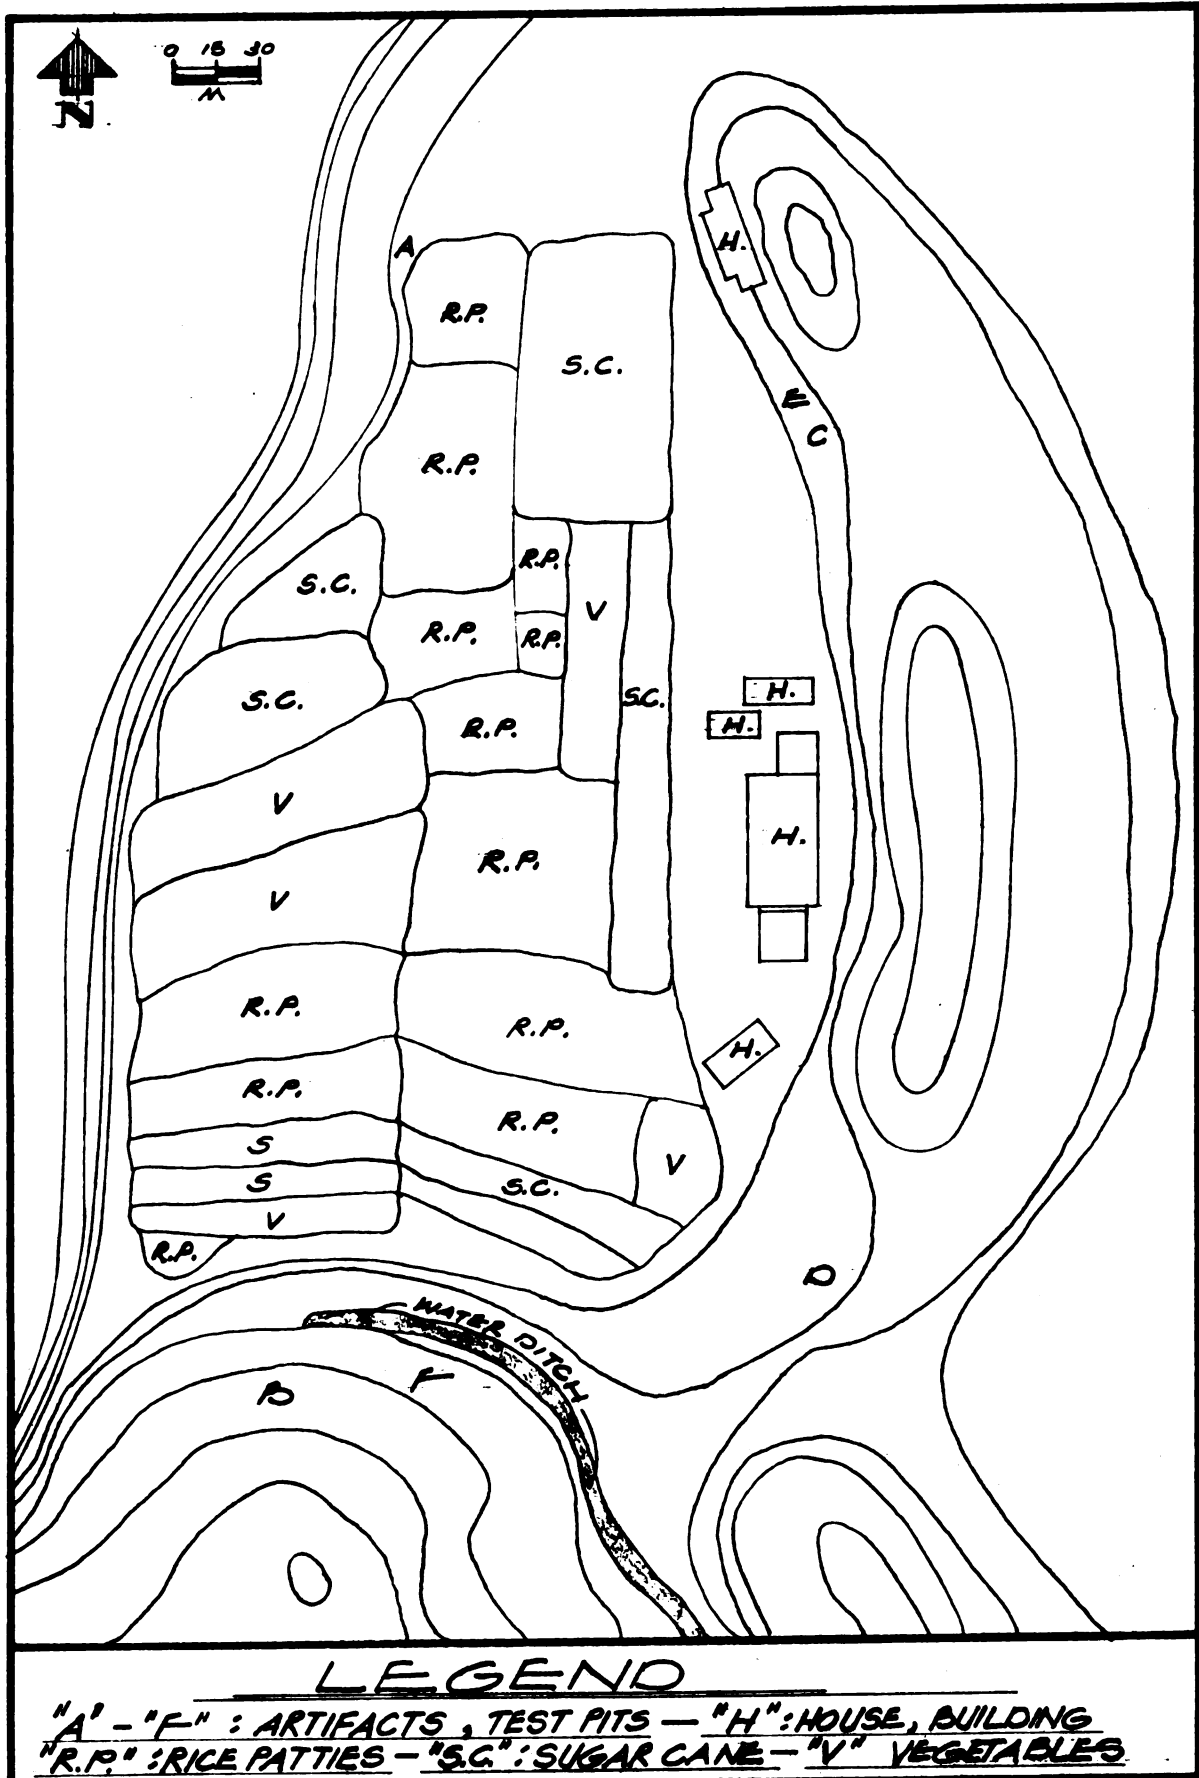 0 15 30
M
N
A
H.
R.P.
S.C.
E
C
R.P.
R.P.
S.C.
V
R.P.
R.P.
S.C.
S.C.
H.
H.
R.P.
V
H.
R.P.
V
R.P.
R.P.
H.
R.P.
R.P.
S
V
S
S.C.
V
R.P.
D
WATER DITCH
F
B
LEGEND
"A" - "F" : ARTIFACTS, TEST PITS — "H" : HOUSE, BUILDING
"R.P." : RICE PATTIES — "S.C." : SUGAR CANE — "V" VEGETABLES